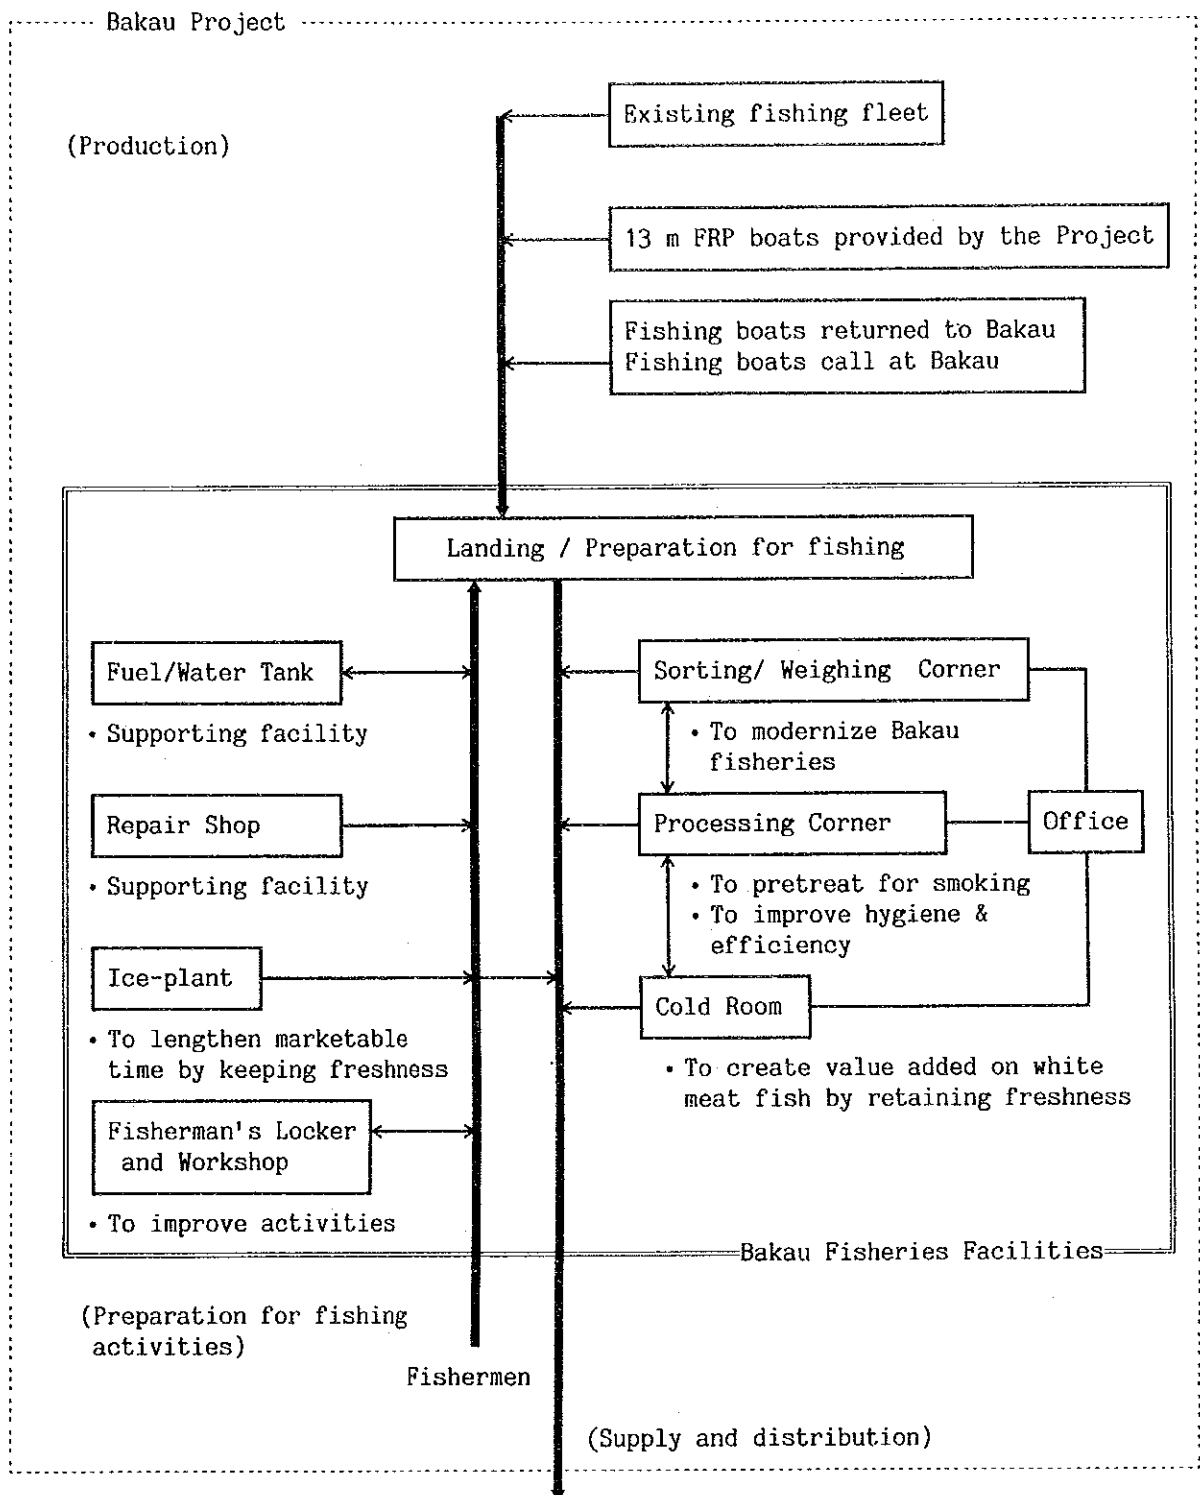 Bakau Project
(Production)
Existing fishing fleet
13 m FRP boats provided by the Project
Fishing boats returned to Bakau
Fishing boats call at Bakau
Landing / Preparation for fishing
Fuel/Water Tank
• Supporting facility
Repair Shop
• Supporting facility
Ice-plant
• To lengthen marketable
time by keeping freshness
Fisherman's Locker
and Workshop
• To improve activities
Sorting/ Weighing Corner
• To modernize Bakau
fisheries
Processing Corner
Office
• To pretreat for smoking
• To improve hygiene &
efficiency
Cold Room
• To create value added on white
meat fish by retaining freshness
Bakau Fisheries Facilities
(Preparation for fishing
activities)
Fishermen
(Supply and distribution)